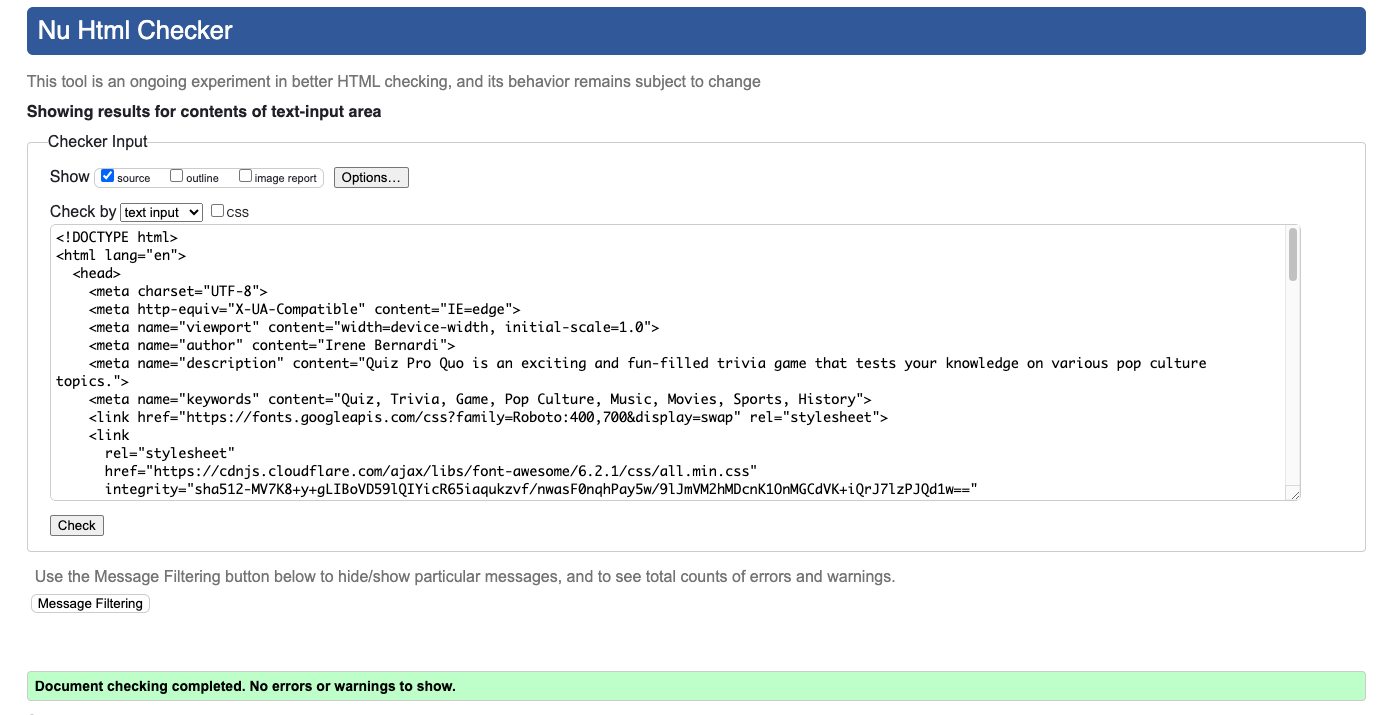 Nu Html Checker
This tool is an ongoing experiment in better HTML checking, and its behavior remains subject to change
Showing results for contents of text-input area
Checker Input
Show source outline image report Options…
Check by text input CSS
<!DOCTYPE html>
<html lang="en">
<head>
<meta charset="UTF-8">
<meta http-equiv="X-UA-Compatible" content="IE=edge">
<meta name="viewport" content="width=device-width, initial-scale=1.0">
<meta name="author" content="Irene Bernardi">
<meta name="description" content="Quiz Pro Quo is an exciting and fun-filled trivia game that tests your knowledge on various pop culture
topics.">
<meta name="keywords" content="Quiz, Trivia, Game, Pop Culture, Music, Movies, Sports, History">
<link href="https://fonts.googleapis.com/css?family=Roboto:400,700&display=swap" rel="stylesheet">
<link
rel="stylesheet"
href="https://cdnjs.cloudflare.com/ajax/libs/font-awesome/6.2.1/css/all.min.css"
integrity="sha512-MV7K8+y+gLIBoVD59lQIYicR65iaqukzvf/nwasF0nqhPay5w/9lJmVM2hMDcnK1OnMGCdVK+iQrJ7lzPJQd1w=="
Check
Use the Message Filtering button below to hide/show particular messages, and to see total counts of errors and warnings.
Message Filtering
Document checking completed. No errors or warnings to show.